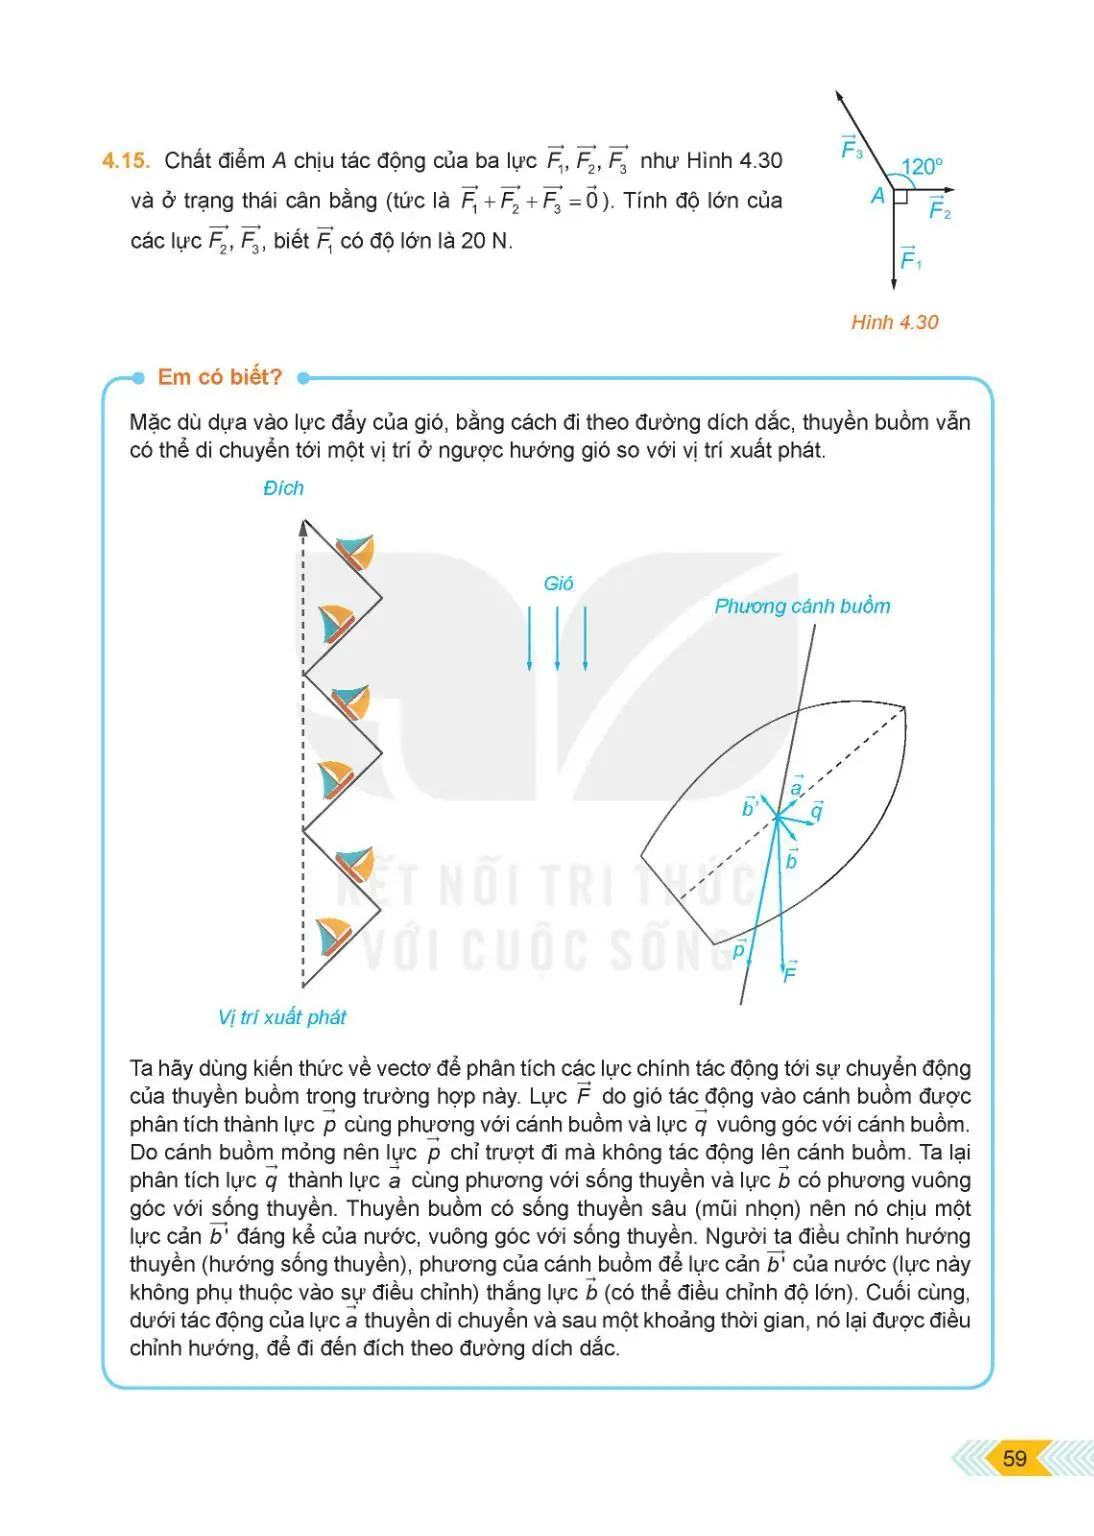 4.15. Chất điểm A chịu tác động của ba lực F₁, F₂, F₃ như Hình 4.30
và ở trạng thái cân bằng (tức là F₁ + F₂ + F₃ = 0). Tính độ lớn của
các lực F₂, F₃, biết F₁ có độ lớn là 20 N.
F₃
120°
A
F₂
F₁
Hình 4.30
Em có biết?
Mặc dù dựa vào lực đẩy của gió, bằng cách đi theo đường dích dắc, thuyền buồm vẫn
có thể di chuyển tới một vị trí ở ngược hướng gió so với vị trí xuất phát.
Đích
Gió
Phương cánh buồm
a
b'
q
b
p
F
KẾT NỐI TRI THỨC
VỚI CUỘC SỐNG
Vị trí xuất phát
Ta hãy dùng kiến thức về vectơ để phân tích các lực chính tác động tới sự chuyển động
của thuyền buồm trong trường hợp này. Lực F do gió tác động vào cánh buồm được
phân tích thành lực p cùng phương với cánh buồm và lực q vuông góc với cánh buồm.
Do cánh buồm mỏng nên lực p chỉ trượt đi mà không tác động lên cánh buồm. Ta lại
phân tích lực q thành lực a cùng phương với sống thuyền và lực b có phương vuông
góc với sống thuyền. Thuyền buồm có sống thuyền sâu (mũi nhọn) nên nó chịu một
lực cản b' đáng kể của nước, vuông góc với sống thuyền. Người ta điều chỉnh hướng
thuyền (hướng sống thuyền), phương của cánh buồm để lực cản b' của nước (lực này
không phụ thuộc vào sự điều chỉnh) thắng lực b (có thể điều chỉnh độ lớn). Cuối cùng,
dưới tác động của lực a thuyền di chuyển và sau một khoảng thời gian, nó lại được điều
chỉnh hướng, để đi đến đích theo đường dích dắc.
59